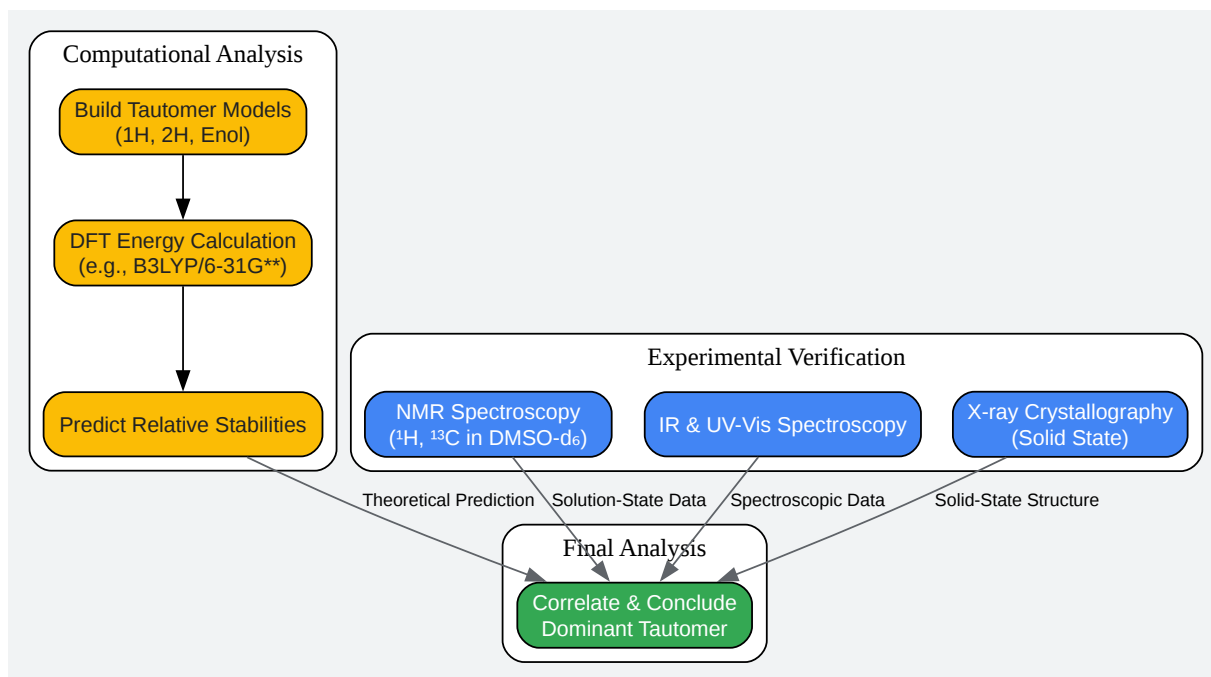 Computational Analysis
Build Tautomer Models
(1H, 2H, Enol)
DFT Energy Calculation
(e.g., B3LYP/6-31G**)
Predict Relative Stabilities
Experimental Verification
NMR Spectroscopy
(¹H, ¹³C in DMSO-d₆)
IR & UV-Vis Spectroscopy
X-ray Crystallography
(Solid State)
Theoretical Prediction
Solution-State Data
Spectroscopic Data
Solid-State Structure
Final Analysis
Correlate & Conclude
Dominant Tautomer